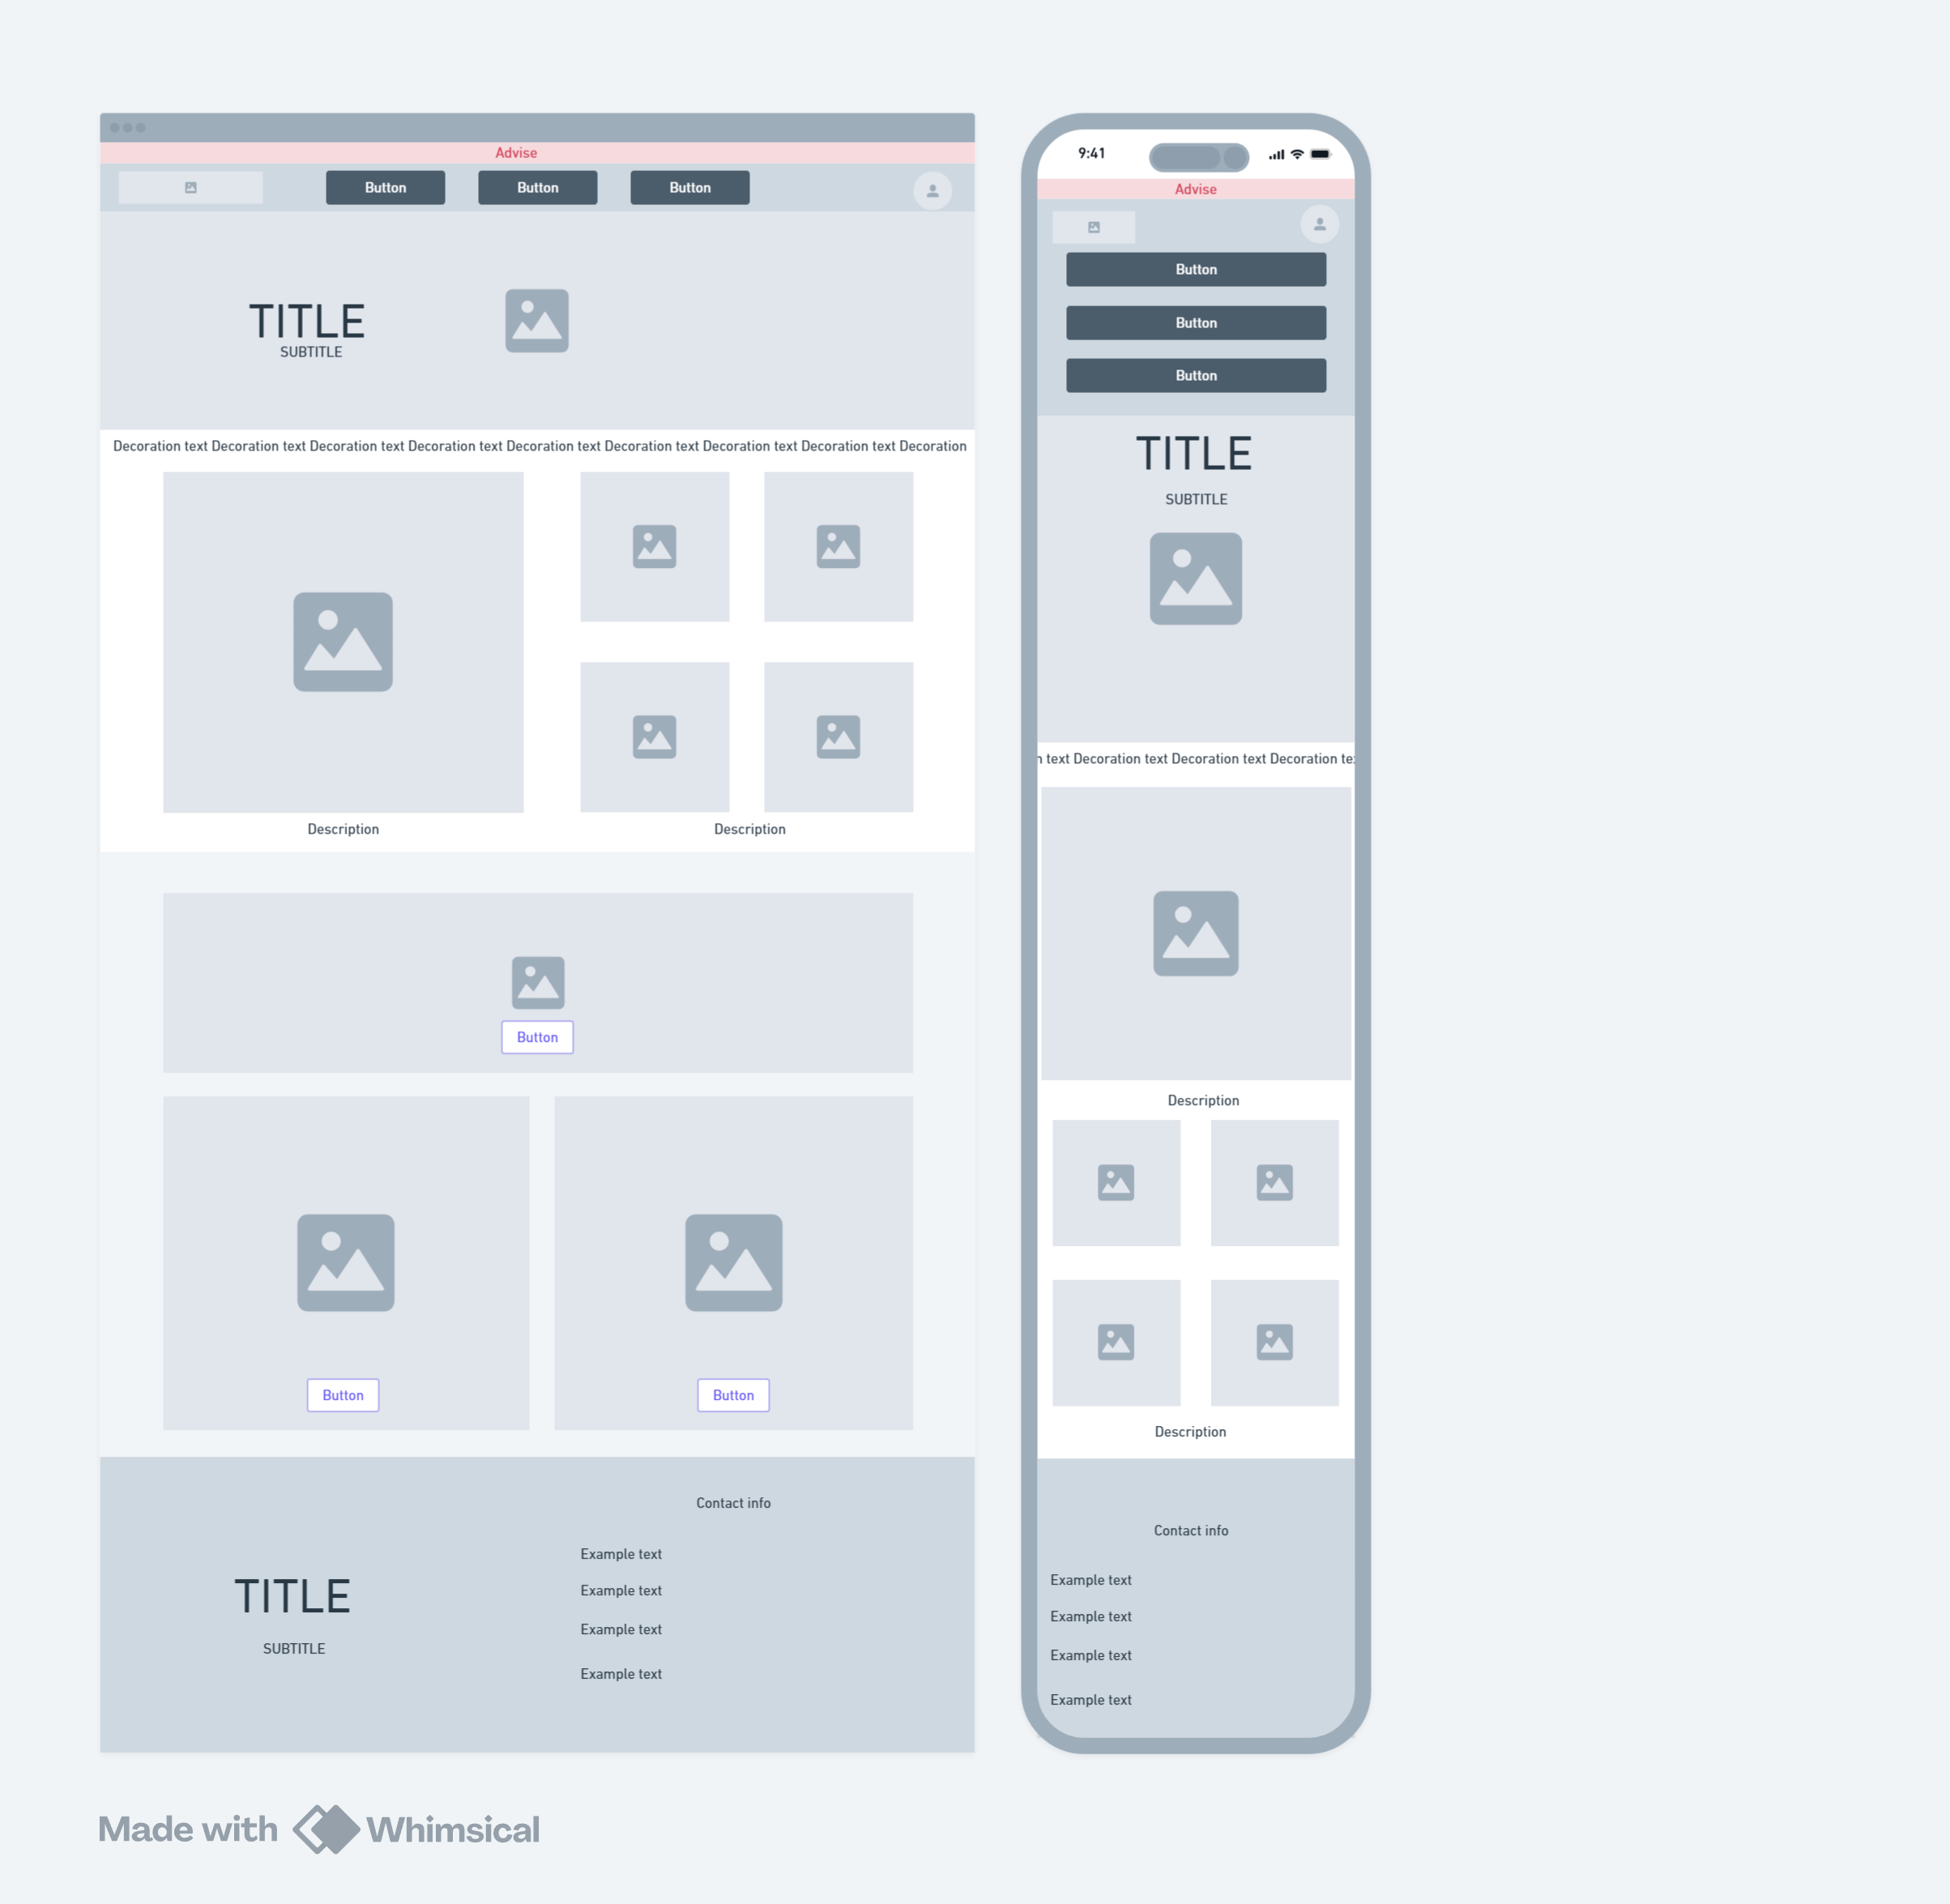 Advise
Button Button Button
TITLE
SUBTITLE
Decoration text Decoration text Decoration text Decoration text Decoration text Decoration text Decoration text Decoration text Decoration
Description
Description
Button
Button
Button
TITLE
SUBTITLE
Contact info
Example text
Example text
Example text
Example text
9:41
Advise
Button
Button
Button
TITLE
SUBTITLE
n text Decoration text Decoration text Decoration te
Description
Description
Contact info
Example text
Example text
Example text
Example text
Made with Whimsical